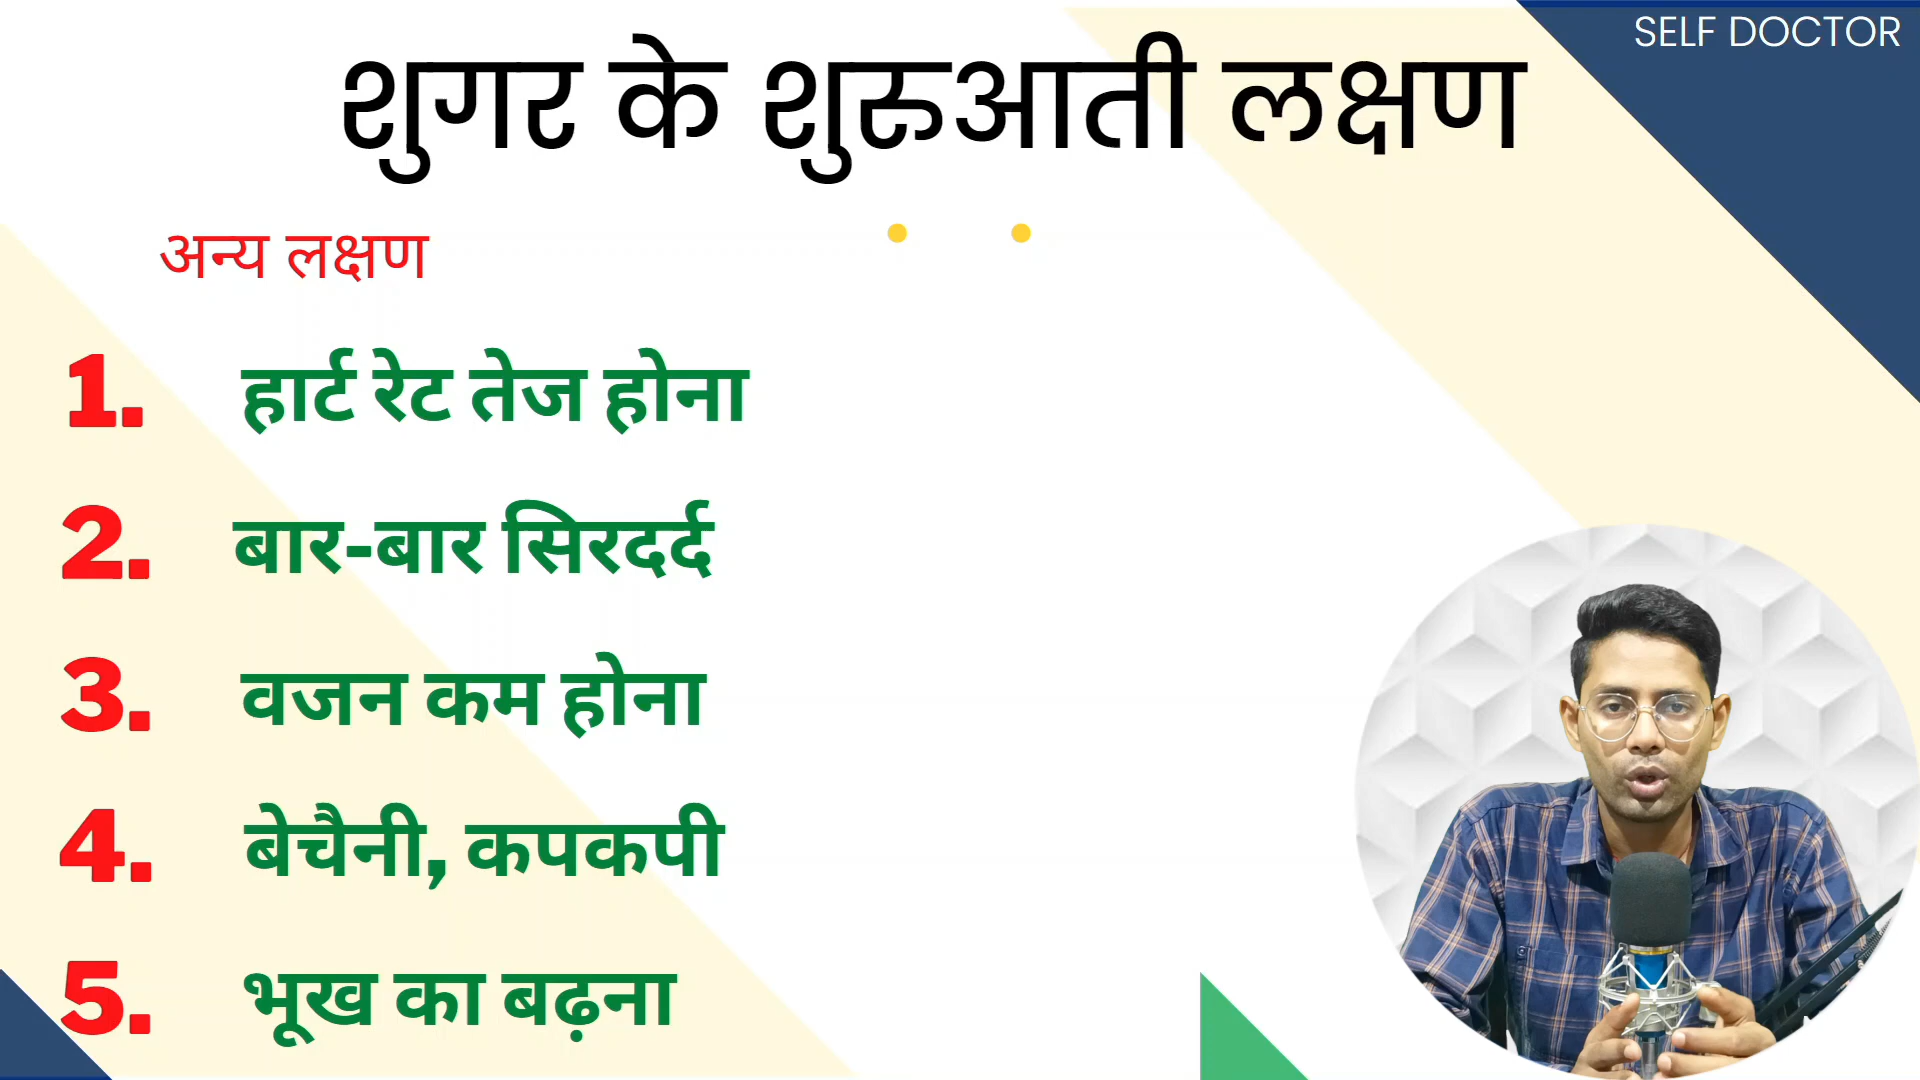 SELF DOCTOR
शुगर के शुरुआती लक्षण
अन्य लक्षण
1. हार्ट रेट तेज होना
2. बार-बार सिरदर्द
3. वजन कम होना
4. बेचैनी, कपकपी
5. भूख का बढ़ना